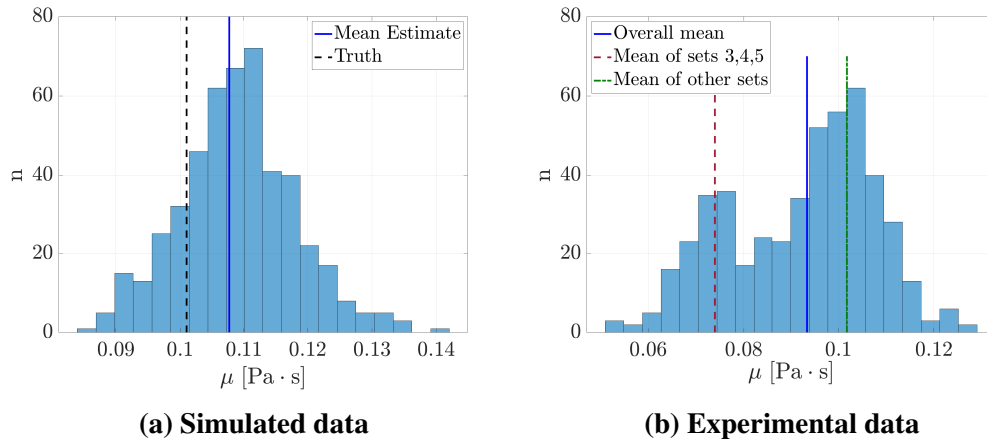 80
60
40
20
0
n
Mean Estimate
Truth
0.09
0.1
0.11
0.12
0.13
0.14
μ [Pa · s]
(a) Simulated data
80
60
40
20
0
n
Overall mean
Mean of sets 3,4,5
Mean of other sets
0.06
0.08
0.1
0.12
μ [Pa · s]
(b) Experimental data